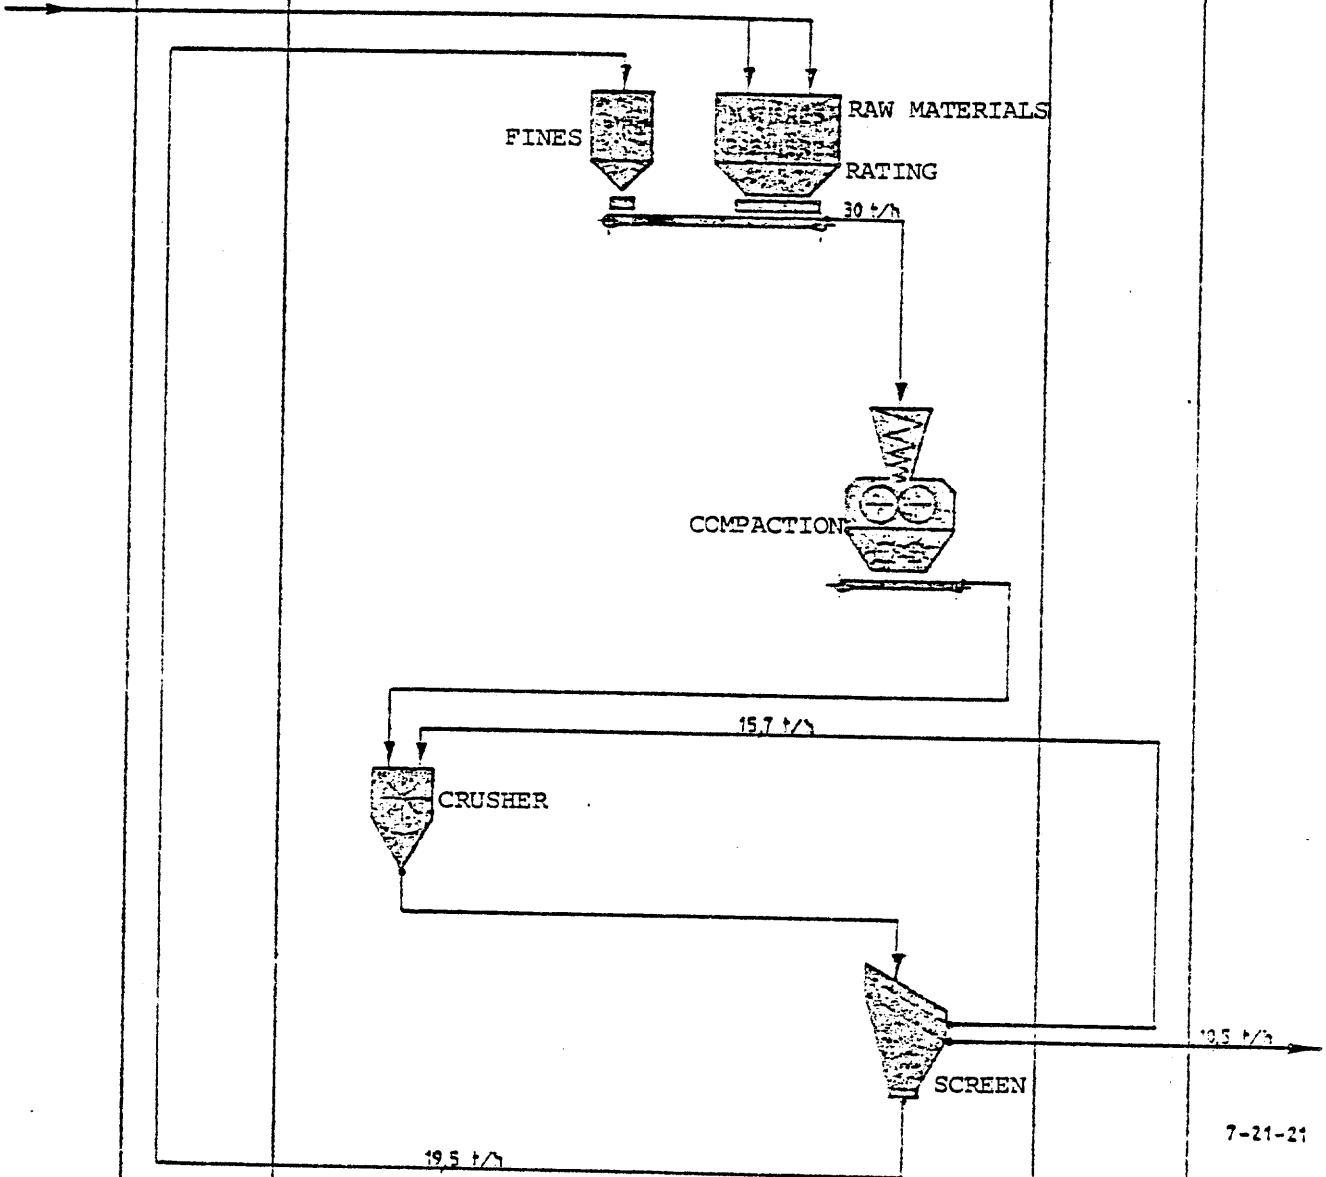 RAW MATERIALS
FINES
RATING
30 t/h
COMPACTION
15,7 t/h
CRUSHER
10,5 t/h
SCREEN
7-21-21
19,5 t/h